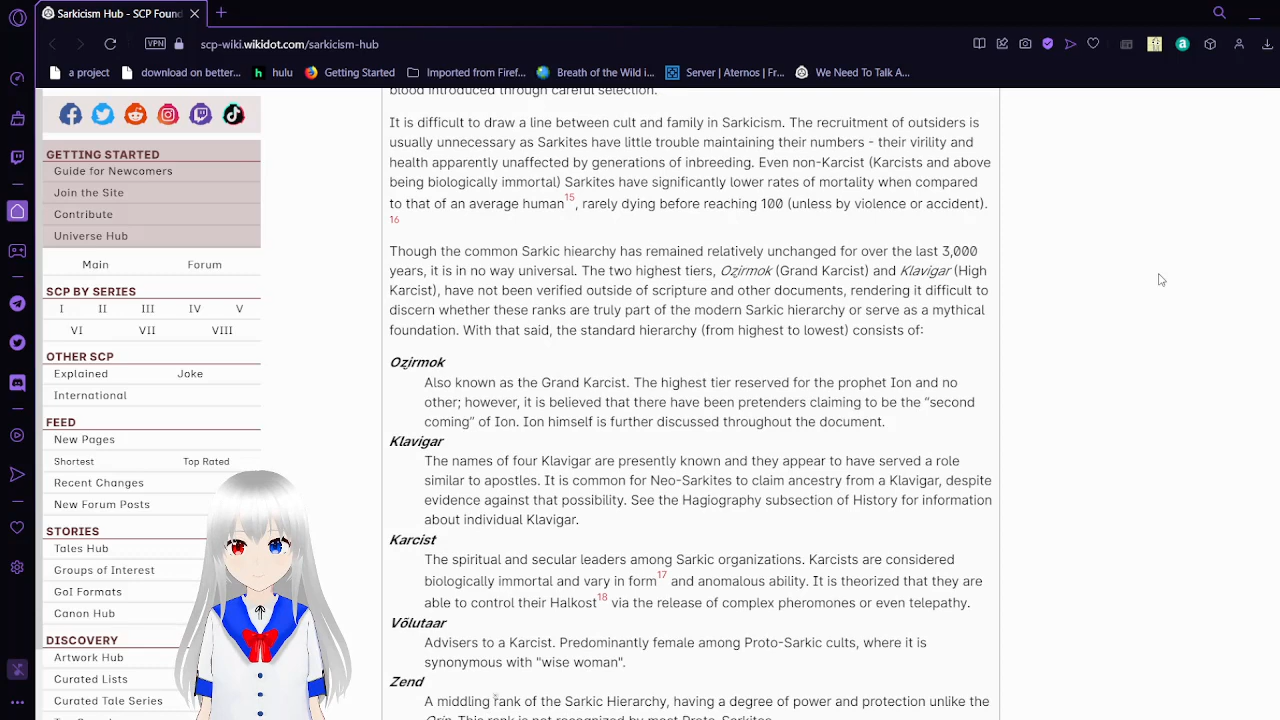 Sarkicism Hub - SCP Found
VPN
scp-wiki.wikidot.com/sarkicism-hub
a project
download on better...
hulu
Getting Started
Imported from Firef...
Breath of the Wild i...
Server | Aternos | Fr...
We Need To Talk A...
GETTING STARTED
Guide for Newcomers
Join the Site
Contribute
Universe Hub
Main Forum
SCP BY SERIES
I II III IV V
VI VII VIII
OTHER SCP
Explained Joke
International
FEED
New Pages
Shortest Top Rated
Recent Changes
New Forum Posts
STORIES
Tales Hub
Groups of Interest
GoI Formats
Canon Hub
DISCOVERY
Artwork Hub
Curated Lists
Curated Tale Series
blood introduced through careful selection.
It is difficult to draw a line between cult and family in Sarkicism. The recruitment of outsiders is
usually unnecessary as Sarkites have little trouble maintaining their numbers - their virility and
health apparently unaffected by generations of inbreeding. Even non-Karcist (Karcists and above
being biologically immortal) Sarkites have significantly lower rates of mortality when compared
to that of an average human15, rarely dying before reaching 100 (unless by violence or accident).
16
Though the common Sarkic hiearchy has remained relatively unchanged for over the last 3,000
years, it is in no way universal. The two highest tiers, Oz̧irmok (Grand Karcist) and Klavigar (High
Karcist), have not been verified outside of scripture and other documents, rendering it difficult to
discern whether these ranks are truly part of the modern Sarkic hierarchy or serve as a mythical
foundation. With that said, the standard hierarchy (from highest to lowest) consists of:
Oz̧irmok
Also known as the Grand Karcist. The highest tier reserved for the prophet Ion and no
other; however, it is believed that there have been pretenders claiming to be the “second
coming” of Ion. Ion himself is further discussed throughout the document.
Klavigar
The names of four Klavigar are presently known and they appear to have served a role
similar to apostles. It is common for Neo-Sarkites to claim ancestry from a Klavigar, despite
evidence against that possibility. See the Hagiography subsection of History for information
about individual Klavigar.
Karcist
The spiritual and secular leaders among Sarkic organizations. Karcists are considered
biologically immortal and vary in form17 and anomalous ability. It is theorized that they are
able to control their Halkost18 via the release of complex pheromones or even telepathy.
Võlutaar
Advisers to a Karcist. Predominantly female among Proto-Sarkic cults, where it is
synonymous with "wise woman".
Zend
A middling rank of the Sarkic Hierarchy, having a degree of power and protection unlike the
Orin. This rank is not recognized by most Proto-Sarkites.